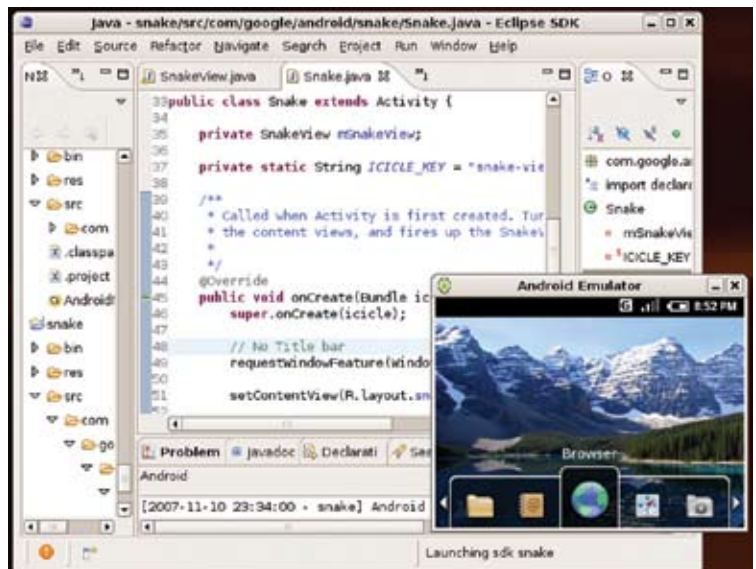 java - snake/src/com/google/android/snake/Snake.java - Eclipse SDK
File Edit Source Refactor Navigate Search Project Run Window Help
SnakeView.java Snake.java
33 public class Snake extends Activity {
34
35 private SnakeView mSnakeView;
36
37 private static String ICICLE_KEY = "snake-vie
38
39 /**
40 * Called when Activity is first created. Tur
41 * the content views, and fires up the Snake
42 *
43 */
44 @Override
45 public void onCreate(Bundle ic
46 super.onCreate(icicle);
47
48 // No Title bar
49 requestWindowFeature(Window
50
51 setContentView(R.layout.sn
52
bin
res
src
com
.classpa
.project
Android
snake
bin
res
src
com
go
com.google.a
import declara
Snake
mSnakeVie
ICICLE_KEY
Android Emulator
G 8:52 PM
Browser
Problem Javadoc Declarati Sea
Android
[2007-11-10 23:34:00 - snake] Android
Launching sdk snake